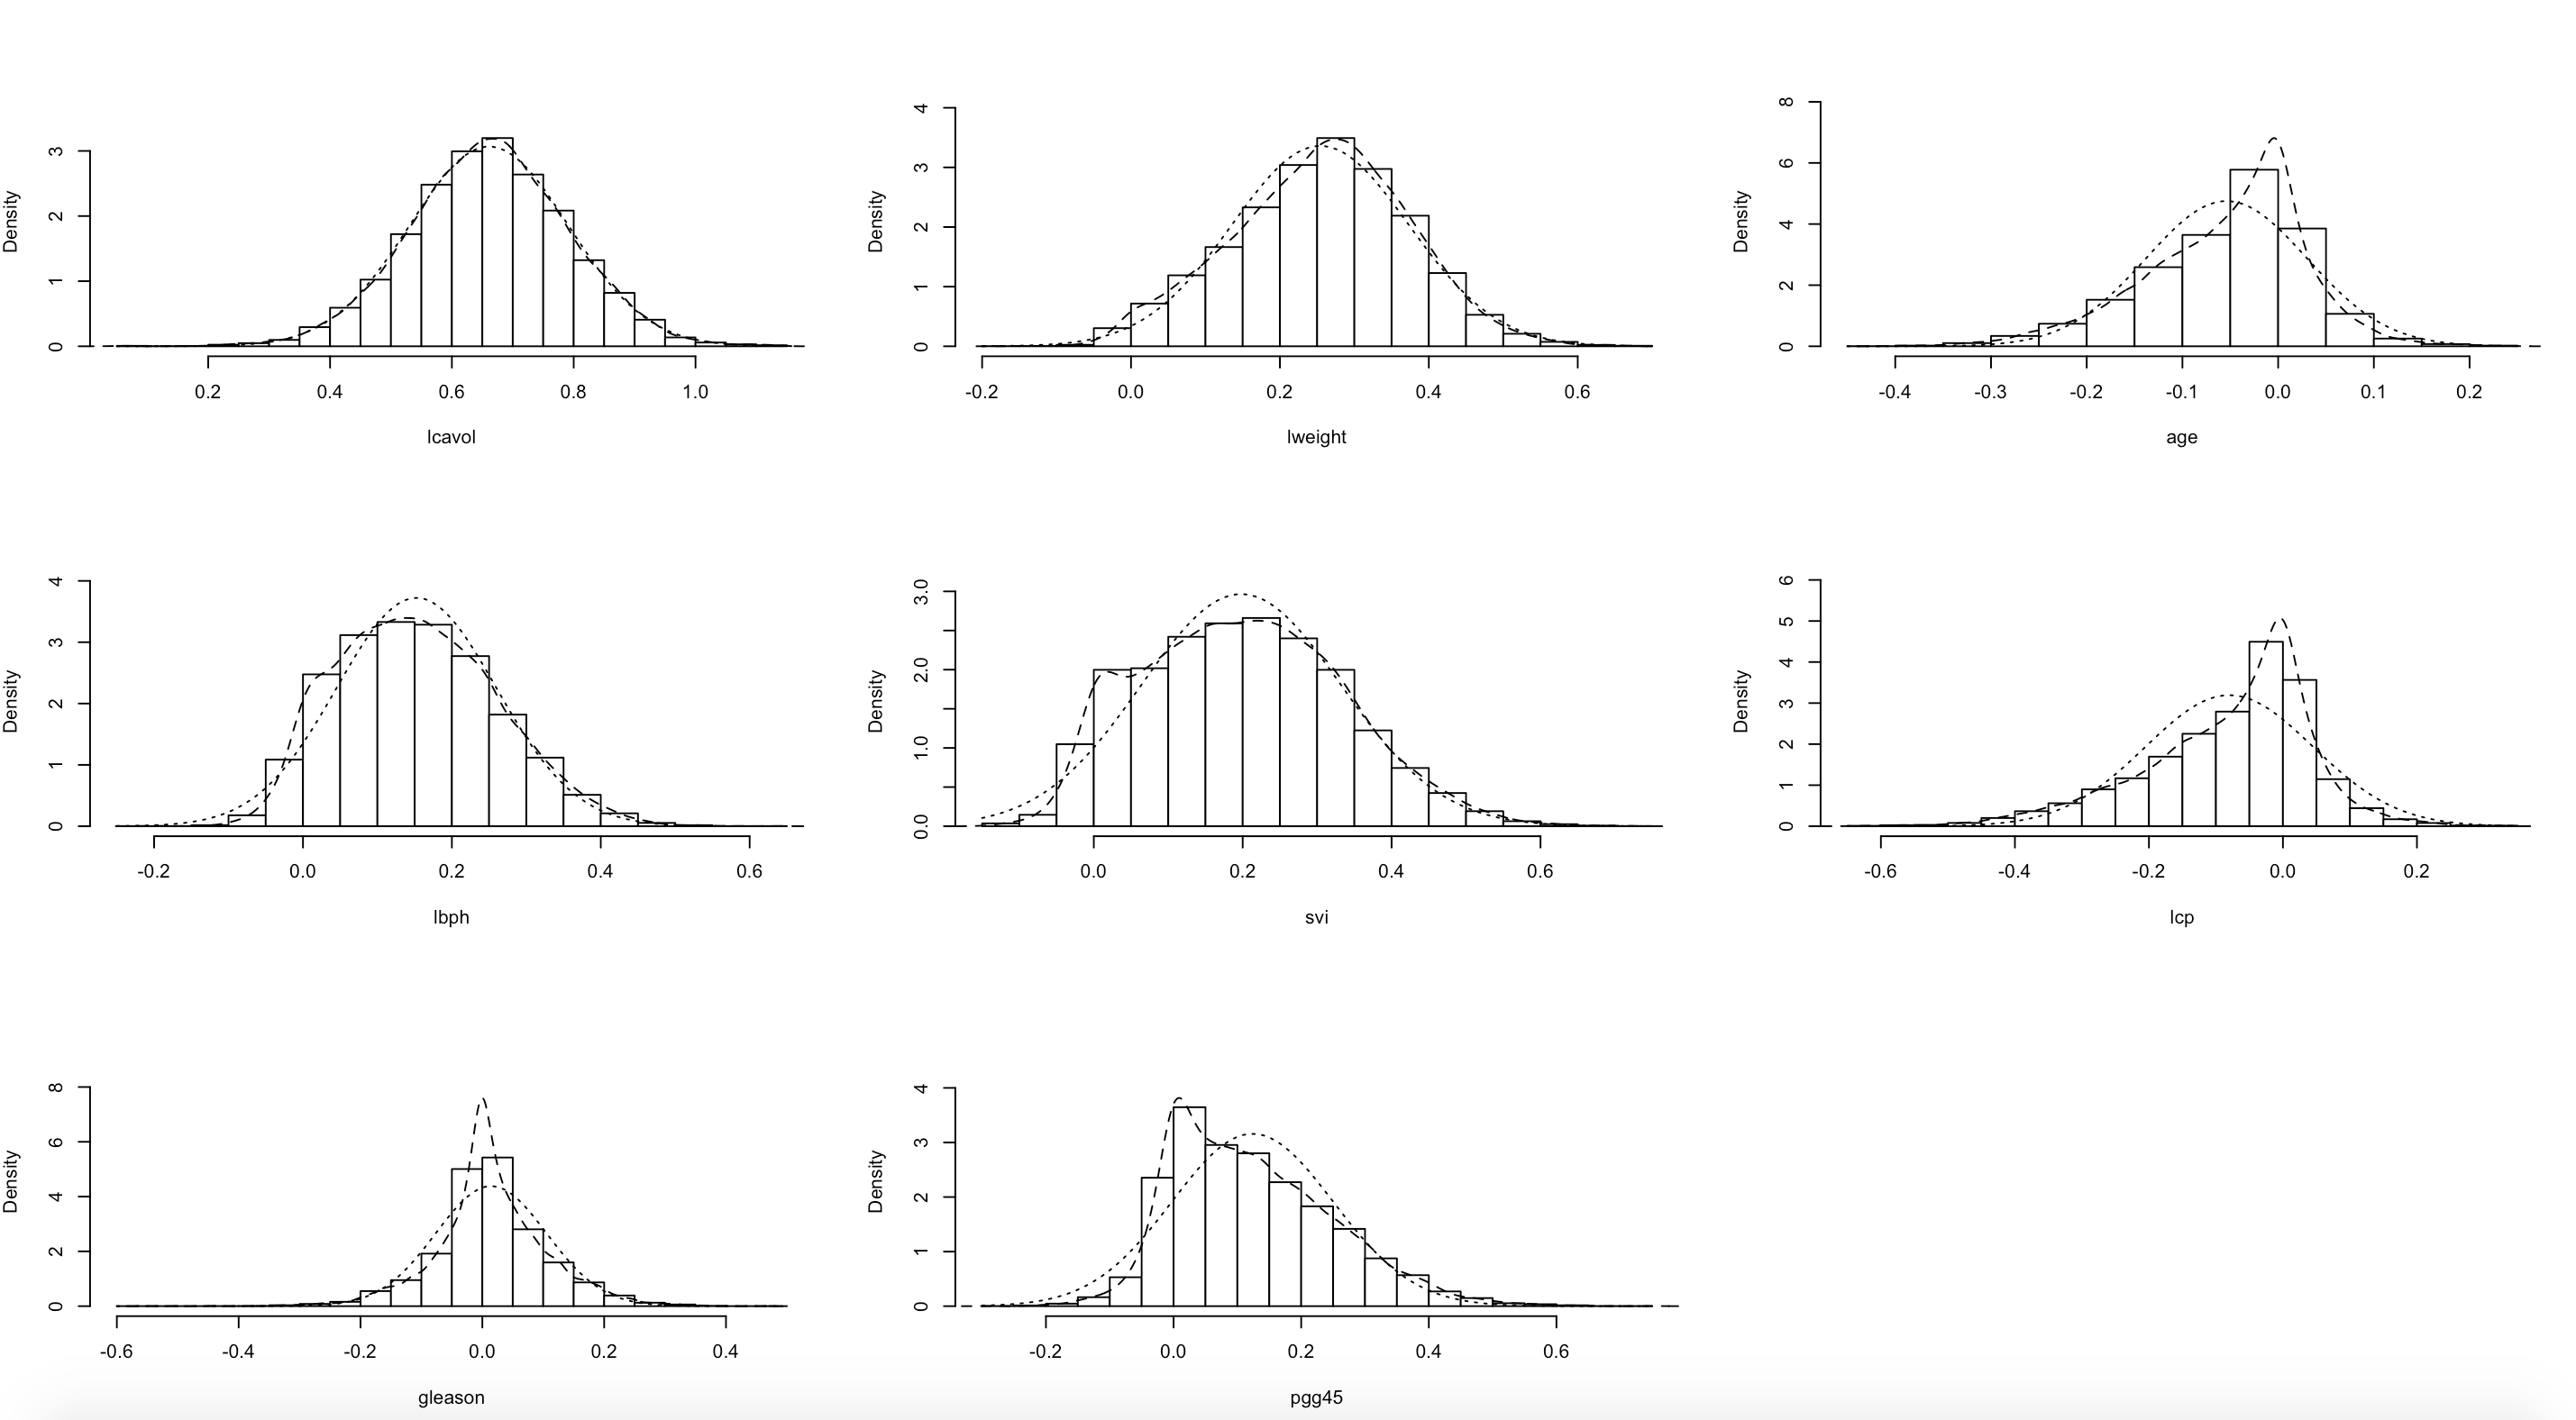 Density
0 1 2 3
0.2 0.4 0.6 0.8 1.0
lcavol
Density
0 1 2 3 4
-0.2 0.0 0.2 0.4 0.6
lweight
Density
0 2 4 6 8
-0.4 -0.3 -0.2 -0.1 0.0 0.1 0.2
age
Density
0 1 2 3 4
-0.2 0.0 0.2 0.4 0.6
lbph
Density
0.0 1.0 2.0 3.0
0.0 0.2 0.4 0.6
svi
Density
0 1 2 3 4 5 6
-0.6 -0.4 -0.2 0.0 0.2
lcp
Density
0 2 4 6 8
-0.6 -0.4 -0.2 0.0 0.2 0.4
gleason
Density
0 1 2 3 4
-0.2 0.0 0.2 0.4 0.6
pgg45